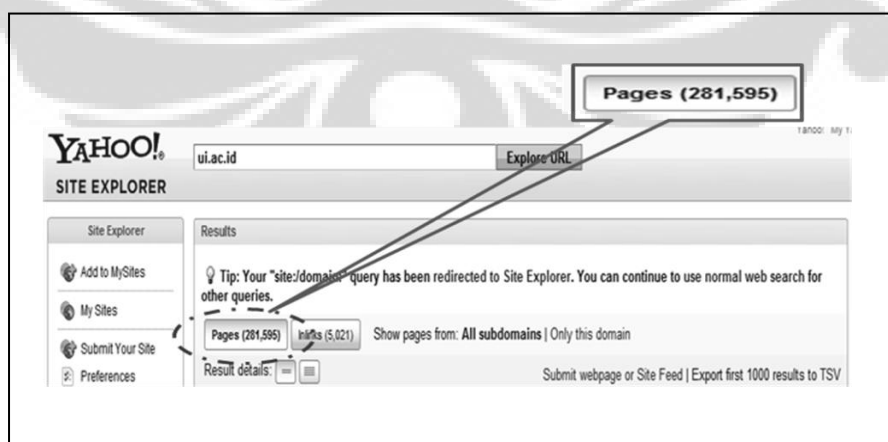 Pages (281,595)
Yahoo! My
YAHOO!
SITE EXPLORER
ui.ac.id
Explore URL
Site Explorer
Add to MySites
My Sites
Submit Your Site
Preferences
Results
Tip: Your "site:/domain:" query has been redirected to Site Explorer. You can continue to use normal web search for
other queries.
Pages (281,595) Inlinks (5,021) Show pages from: All subdomains | Only this domain
Result details:
Submit webpage or Site Feed | Export first 1000 results to TSV